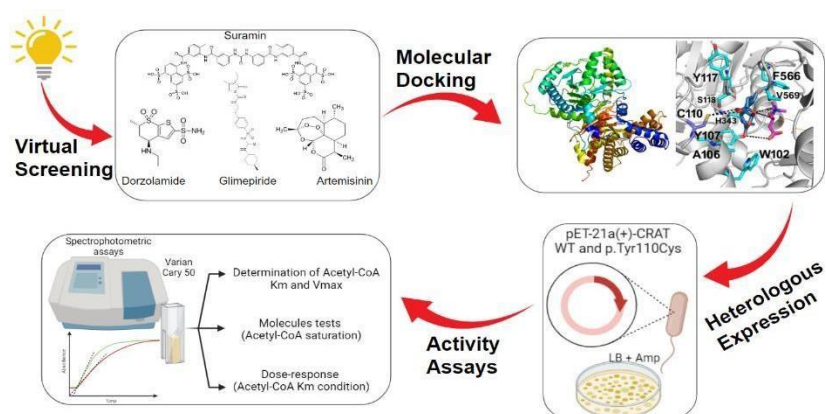 Virtual
Screening
Suramin
Dorzolamide
Glimepiride
Artemisinin
Molecular
Docking
Y117
S118
C110
H343
Y107
A106
F566
V569
W102
Heterologous
Expression
pET-21a(+)-CRAT
WT and p.Tyr110Cys
LB + Amp
Activity
Assays
Spectrophotometric
assays
Varian
Cary 50
Absorbance
Time
Determination of Acetyl-CoA
Km and Vmax
Molecules tests
(Acetyl-CoA saturation)
Dose-response
(Acetyl-CoA Km condition)